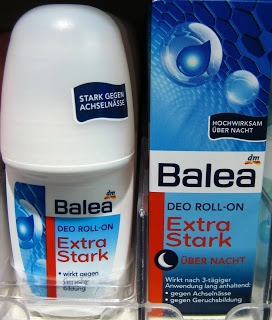 STARK GEGEN
ACHSELNÄSSE
dm
Balea
DEO ROLL-ON
Extra
Stark
• wirkt gegen
bildung
HOCHWIRKSAM
ÜBER NACHT
dm
Balea
DEO ROLL-ON
Extra
Stark
ÜBER NACHT
Wirkt nach 3-tägiger
Anwendung lang anhaltend:
• gegen Achselnässe
• gegen Geruchsbildung